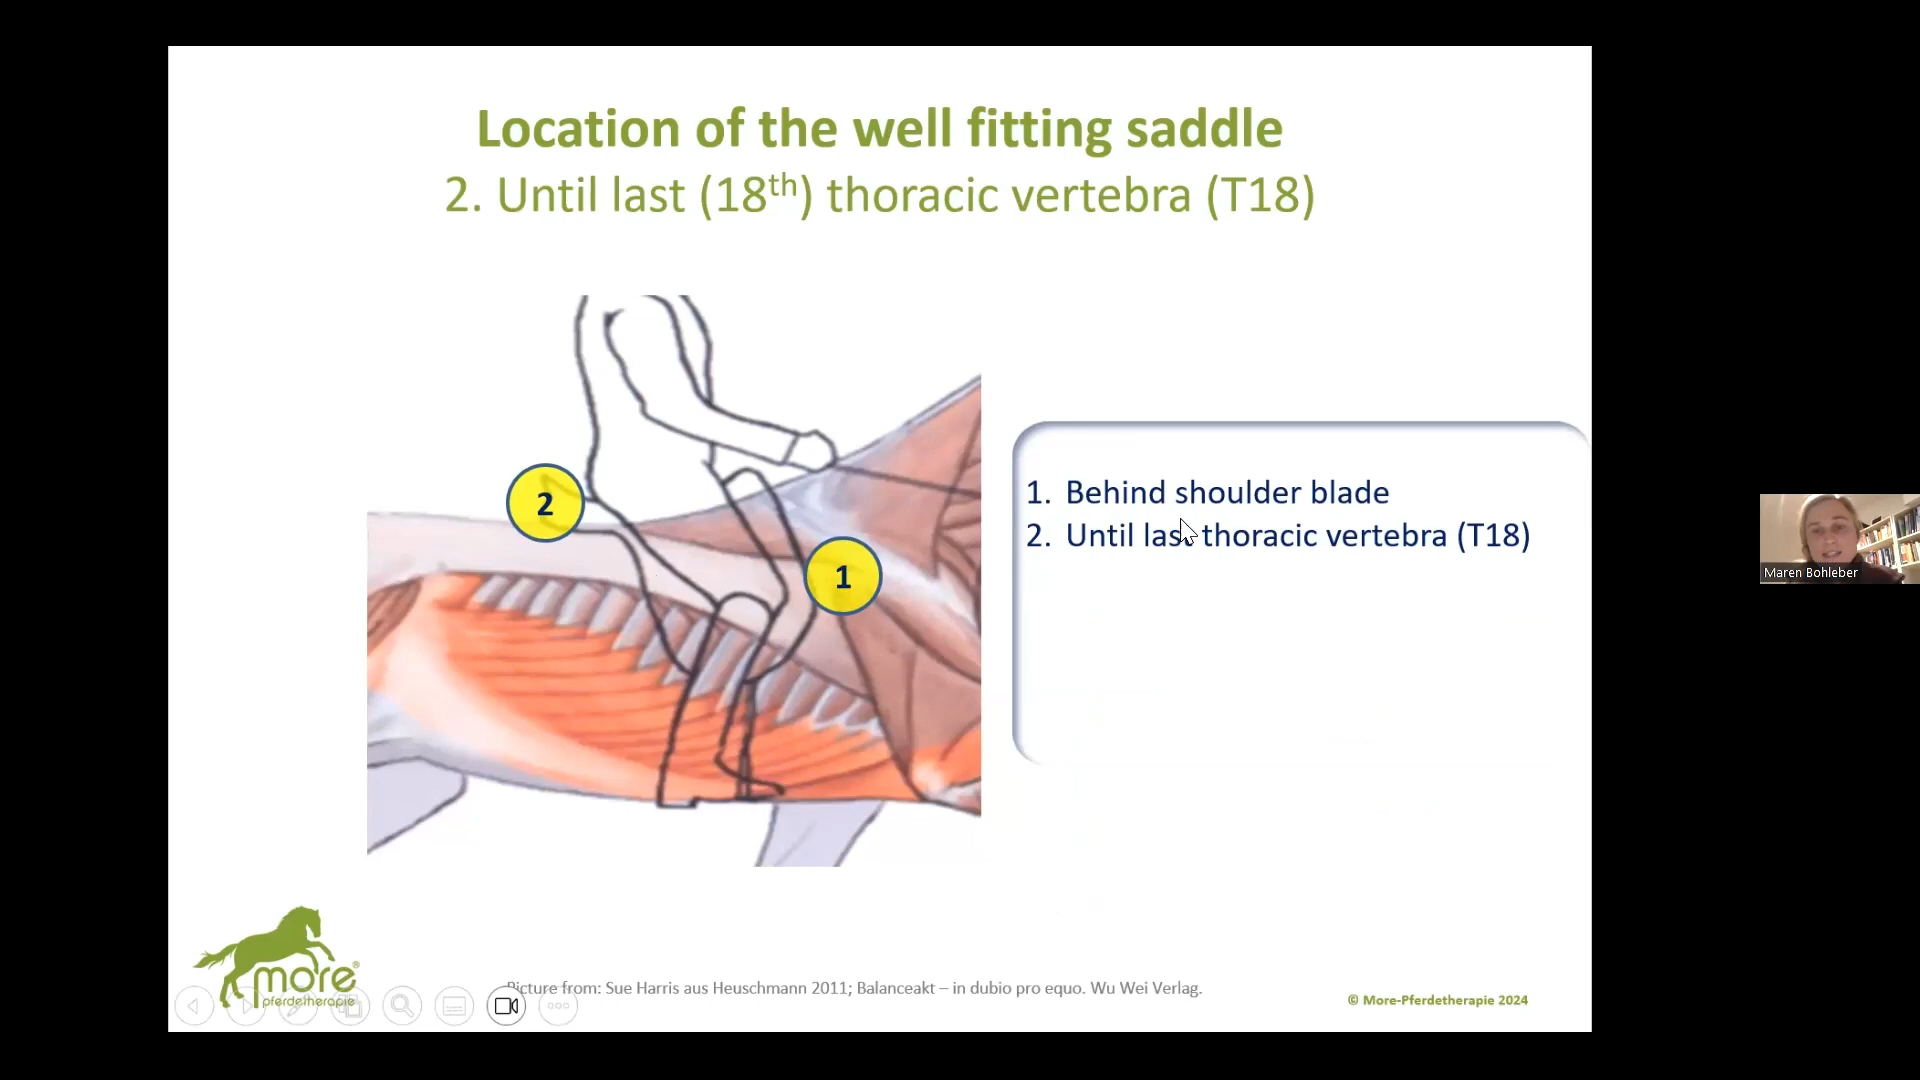 Location of the well fitting saddle
2. Until last (18th) thoracic vertebra (T18)
2
1
1. Behind shoulder blade
2. Until last thoracic vertebra (T18)
Maren Bohleber
more®
pferdetherapie
Picture from: Sue Harris aus Heuschmann 2011; Balanceakt – in dubio pro equo. Wu Wei Verlag.
© More-Pferdetherapie 2024